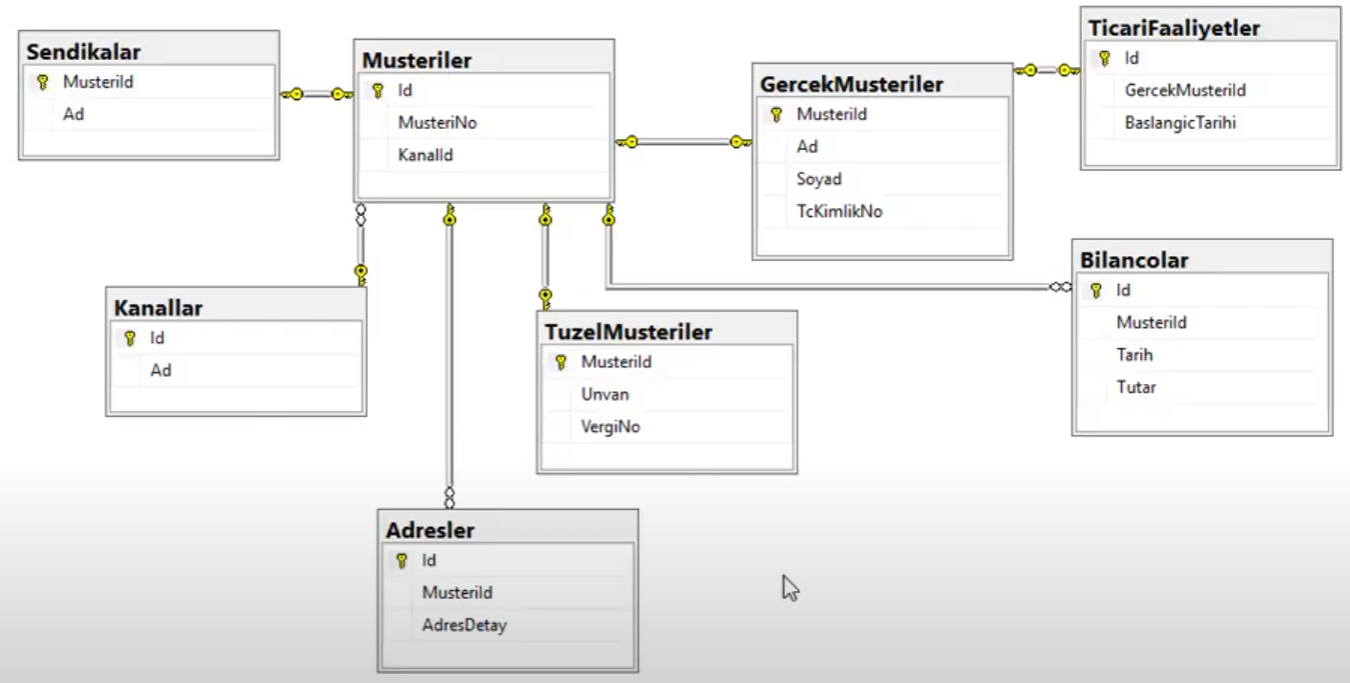 Sendikalar
MusteriId
Ad
Musteriler
Id
MusteriNo
KanalId
GercekMusteriler
MusteriId
Ad
Soyad
TcKimlikNo
TicariFaaliyetler
Id
GercekMusteriId
BaslangicTarihi
Kanallar
Id
Ad
TuzelMusteriler
MusteriId
Unvan
VergiNo
Bilancolar
Id
MusteriId
Tarih
Tutar
Adresler
Id
MusteriId
AdresDetay